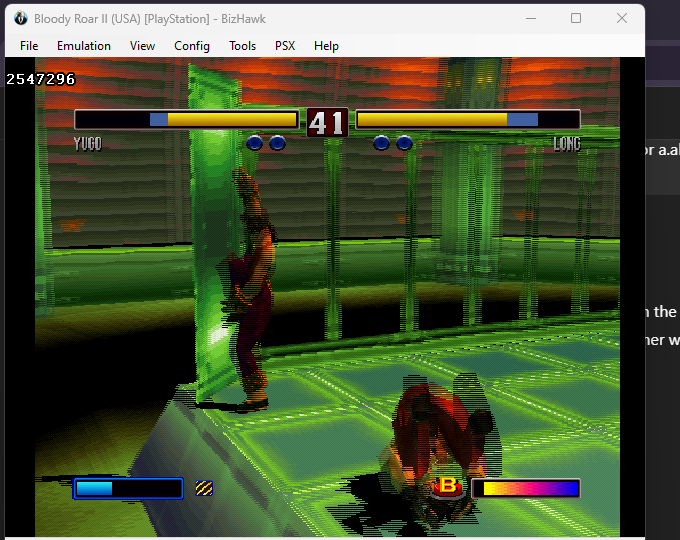 Bloody Roar II (USA) [PlayStation] - BizHawk
File Emulation View Config Tools PSX Help
2547296
41
YUGO LONG
or a.al
n the
ner w
B